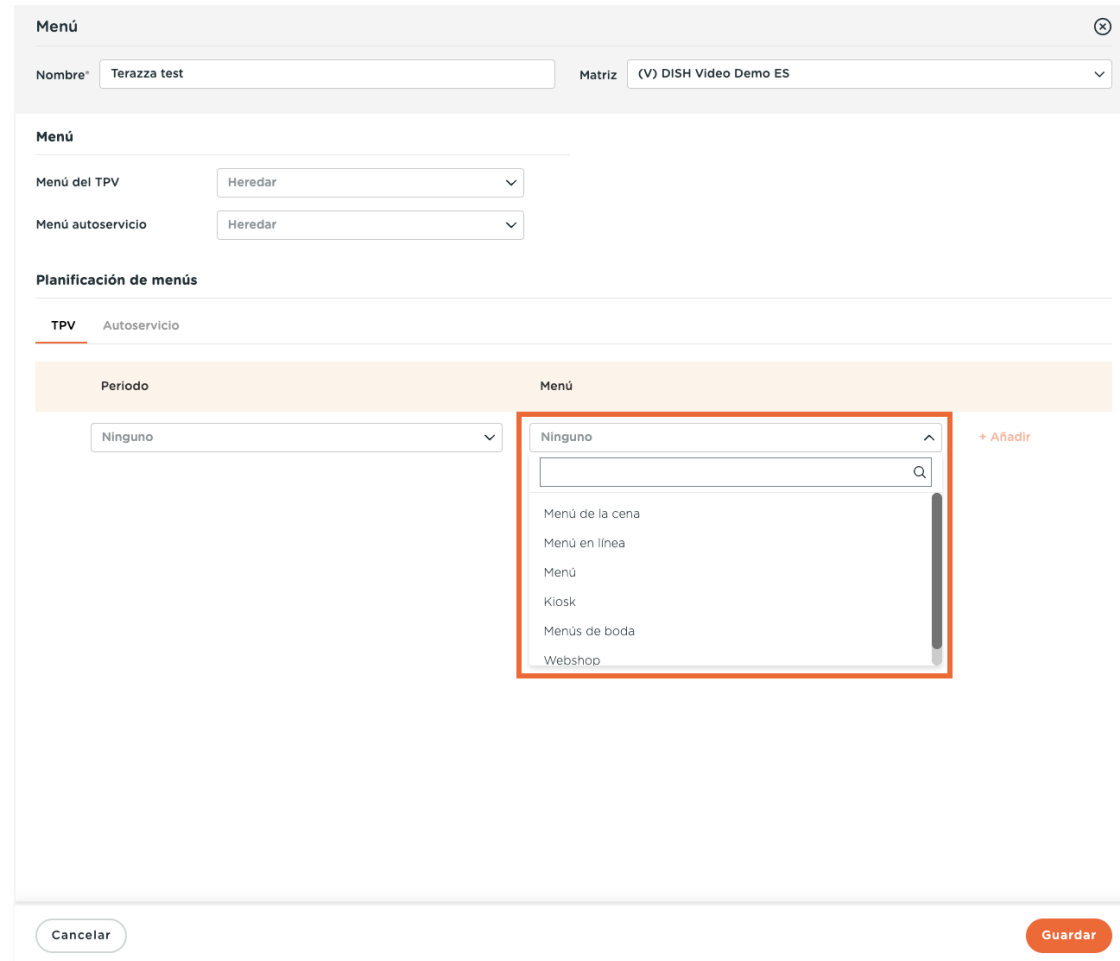 Menú
Nombre* Terazza test Matriz (V) DISH Video Demo ES
Menú
Menú del TPV Heredar
Menú autoservicio Heredar
Planificación de menús
TPV Autoservicio
Periodo Menú
Ninguno Ninguno + Añadir
Menú de la cena
Menú en línea
Menú
Kiosk
Menús de boda
Webshop
Cancelar Guardar